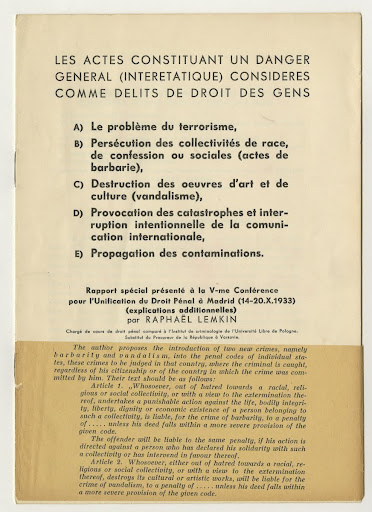 LES ACTES CONSTITUANT UN DANGER
GENERAL (INTERETATIQUE) CONSIDERES
COMME DELITS DE DROIT DES GENS
A) Le problème du terrorisme,
B) Persécution des collectivités de race,
de confession ou sociales (actes de
barbarie),
C) Destruction des oeuvres d'art et de
culture (vandalisme),
D) Provocation des catastrophes et inter-
ruption intentionnelle de la comuni-
cation internationale,
E) Propagation des contaminations.
Rapport spécial présenté à la V-me Conférence
pour l'Unification du Droit Pénal à Madrid (14-20.X.1933)
(explications additionnelles)
par RAPHAËL LEMKIN
Chargé de cours de droit pénal comparé à l'Institut de criminologie de l'Université Libre de Pologne.
Substitut du Procureur de la République à Varsovie.
The author proposes the introduction of two new crimes, namely
barbarity and vandalism, into the penal codes of individual sta-
tes, these crimes to be judged in that country, where the criminal is caught,
regardless of his citizenship or of the country in which the crime was com-
mitted by him. Their text should be as follows:
Article 1. „Whosoever, out of hatred towards a racial, reli-
gious or social collectivity, or with a view to the extermination the-
reof, undertakes a punishable action against the life, bodily integri-
ty, liberty, dignity or economic existence of a person belonging to
such a collectivity, is liable, for the crime of barbarity, to a penalty
of ..... unless his deed falls within a more severe provision of the
given code.
The offender will be liable to the same penalty, if his action is
directed against a person who has declared his solidarity with such
a collectivity or has intervened in favour thereof.
Article 2. Whosoever, either out of hatred towards a racial, re-
ligious or social collectivity, or with a view to the extermination
thereof, destroys its cultural or artistic works, will be liable for the
crime of vandalism, to a penalty of ..... unless his deed falls within
a more severe provision of the given code.